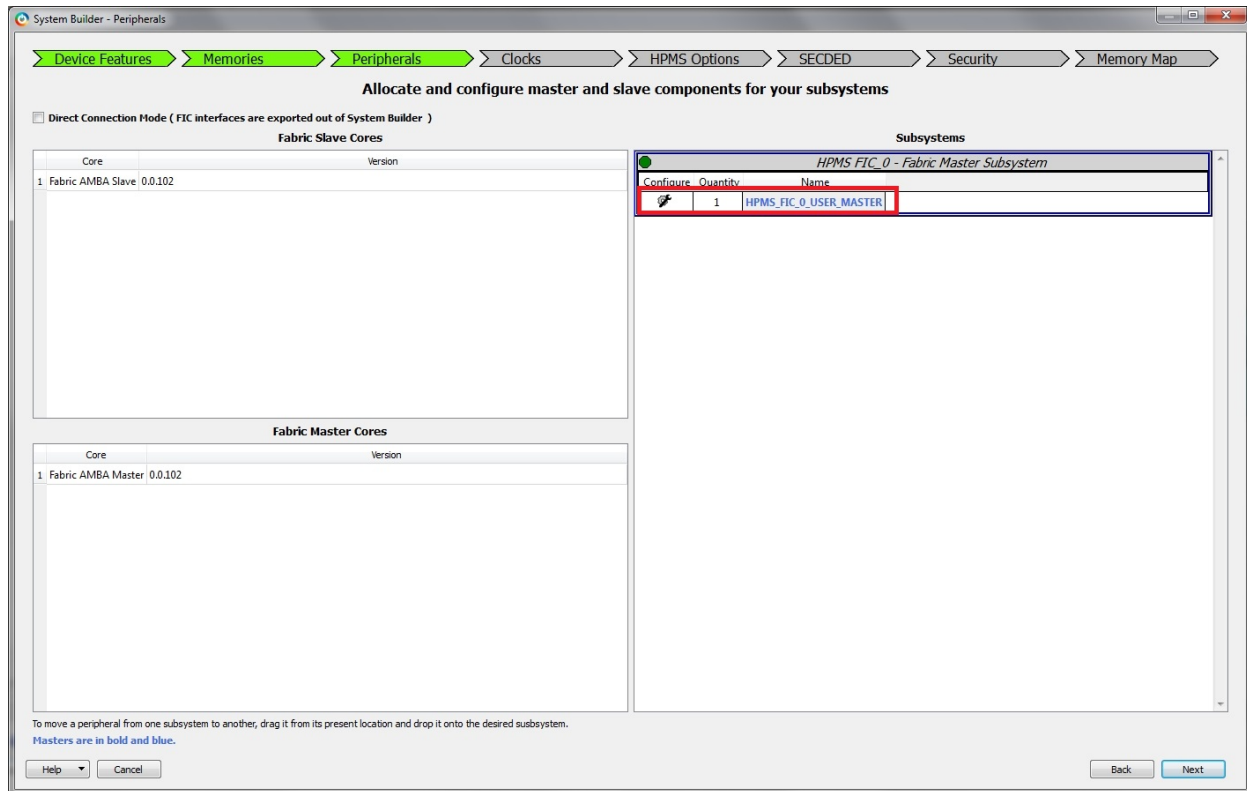 System Builder - Peripherals
Device Features Memories Peripherals Clocks HPMS Options SECDED Security Memory Map
Allocate and configure master and slave components for your subsystems
Direct Connection Mode ( FIC interfaces are exported out of System Builder )
Fabric Slave Cores
Core Version
1 Fabric AMBA Slave 0.0.102
Fabric Master Cores
Core Version
1 Fabric AMBA Master 0.0.102
Subsystems
HPMS FIC_0 - Fabric Master Subsystem
Configure Quantity Name
1 HPMS_FIC_0_USER_MASTER
To move a peripheral from one subsystem to another, drag it from its present location and drop it onto the desired susbsystem.
Masters are in bold and blue.
Help Cancel Back Next